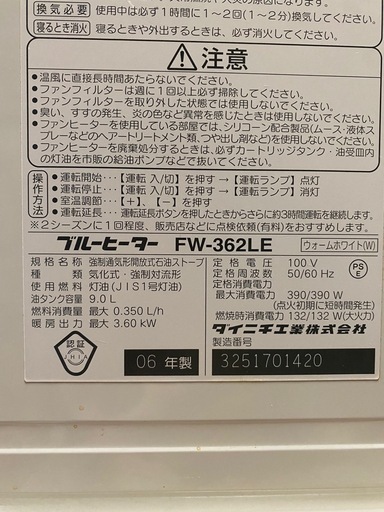 換気必要 使用中は必ず1時間に1~2回(1~2分)換気してください。
寝るとき消火 寝るときや外出するときは、必ず消火してください。
⚠注意
●温風に直接長時間あたらないでください。
●ファンフィルターは週に1回以上必ず掃除してください。
●ファンフィルターを取り外した状態では使用しないでください。
●臭い、すすの発生、炎の色など異常を感じたときは使用しないでください。
●ファンヒーターを使用している部屋では、シリコーン配合製品(ムース・液体スプレーなどのヘアートリートメント類、つや出し剤など)を使用しないでください。
●ファンヒーターを廃棄処分するときは、必ずカートリッジタンク・油受皿内の灯油を市販の給油ポンプなどで抜いてください。
操作方法
●運転開始…【運転 入/切】を押す→【運転ランプ】点灯
●運転停止…【運転 入/切】を押す→【運転ランプ】消灯
●室温調節…【+】、【-】を押す
●運転延長…運転延長ボタンを押したときからさらに約3時間運転を継続します。
※2シーズンに1回程度、販売店などに点検依頼(有料)をおすすめします。
ブルーヒーター FW-362LE ウォームホワイト(W)
強制通気形開放式石油ストーブ
種類 気化式・強制対流形
使用燃料 灯油(JIS1号灯油)
油タンク容量 9.0L
燃料消費量 最大 0.350 L/h
暖房出力 最大 3.60 kW
定格電圧 100 V
定格周波数 50/60 Hz
最大消費電力 390/390 W
(点火初期に短時間発生)
燃焼時消費電力 132/132 W(大火力)
PSE
認証
JHIA
06年製
ダイニチ工業株式会社
製造番号
3251701420